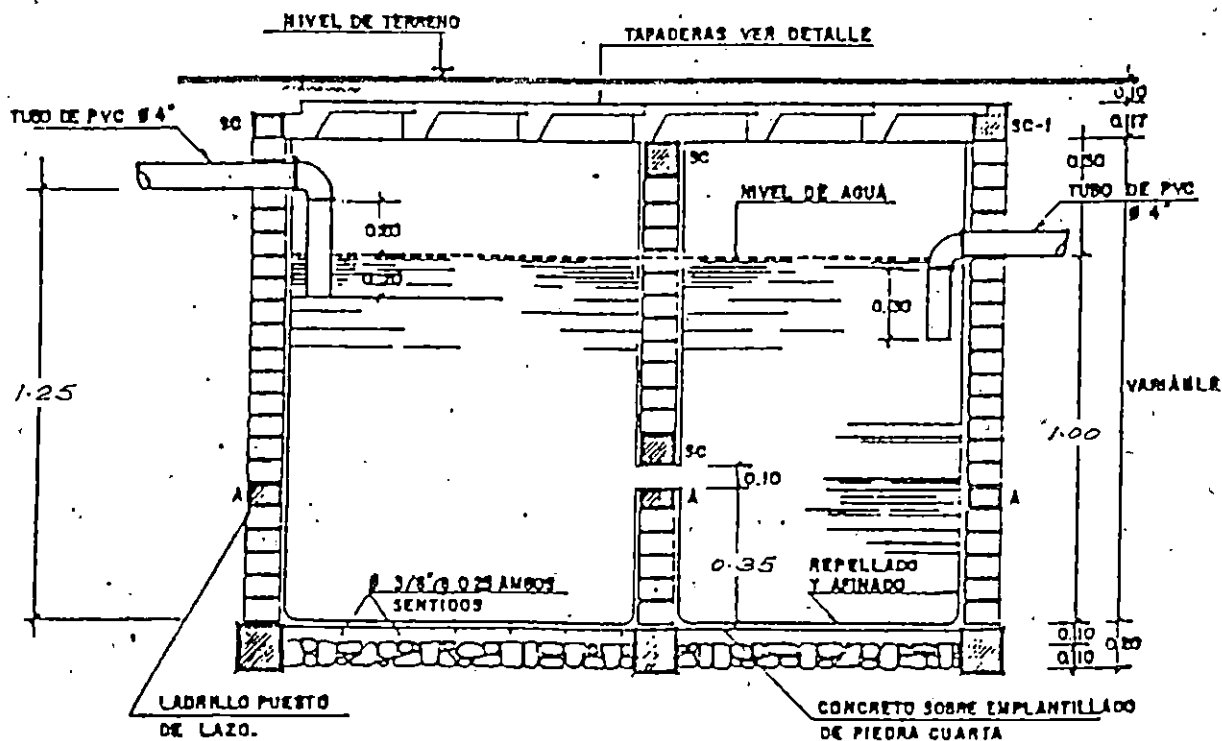 NIVEL DE TERRENO
TAPADERAS VER DETALLE
TUBO DE PVC Ø 4"
SC
SC-1
0.10
0.17
SC
0.30
NIVEL DE AGUA
TUBO DE PVC
Ø 4"
0.20
0.20
0.30
1.25
VARIABLE
SC
1.00
0.10
A
A
A
0.35
REPELLADO
Y AFINADO
Ø 3/8" @ 0.25 AMBOS
SENTIDOS
0.10
0.20
0.10
LADRILLO PUESTO
DE LAZO.
CONCRETO SOBRE EMPLANTILLADO
DE PIEDRA CUARTA